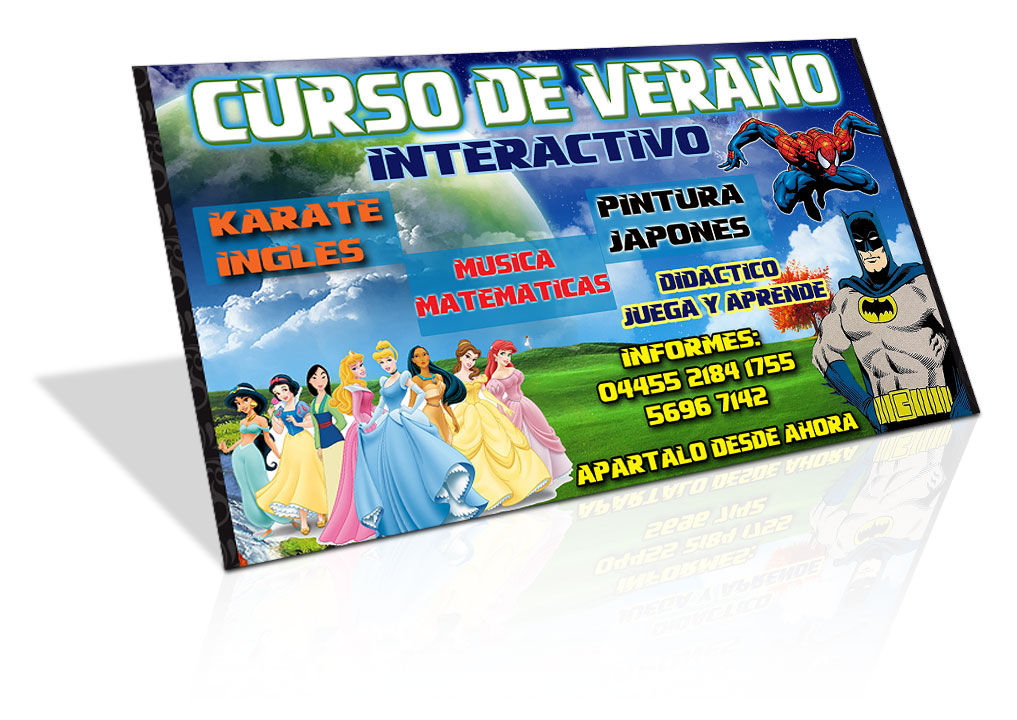 CURSO DE VERANO
INTERACTIVO
KARATE
INGLES
MUSICA
MATEMATICAS
PINTURA
JAPONES
DIDACTICO
JUEGA Y APRENDE
INFORMES:
04455 2184 1755
5696 7142
APARTALO DESDE AHORA